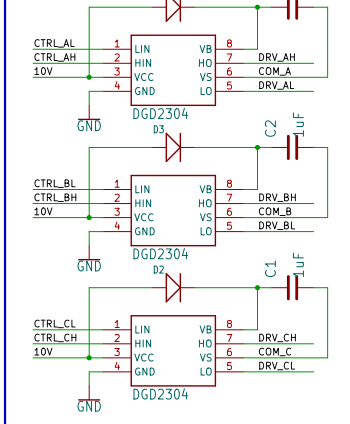 CTRL_AL 1 LIN VB 8
CTRL_AH 2 HIN HO 7 DRV_AH
10V 3 VCC VS 6 COM_A
4 GND LO 5 DRV_AL
GND
DGD2304
D3
C2
1uF
CTRL_BL 1 LIN VB 8
CTRL_BH 2 HIN HO 7 DRV_BH
10V 3 VCC VS 6 COM_B
4 GND LO 5 DRV_BL
GND
DGD2304
D2
C1
1uF
CTRL_CL 1 LIN VB 8
CTRL_CH 2 HIN HO 7 DRV_CH
10V 3 VCC VS 6 COM_C
4 GND LO 5 DRV_CL
GND
DGD2304